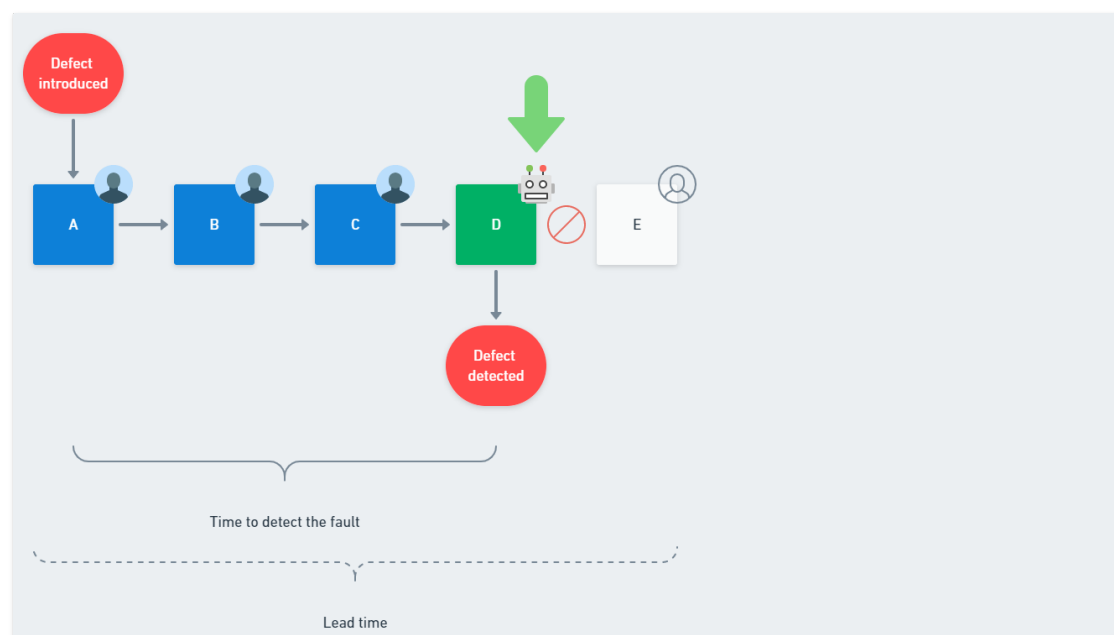 Defect
introduced
A
B
C
D
E
Defect
detected
Time to detect the fault
Lead time